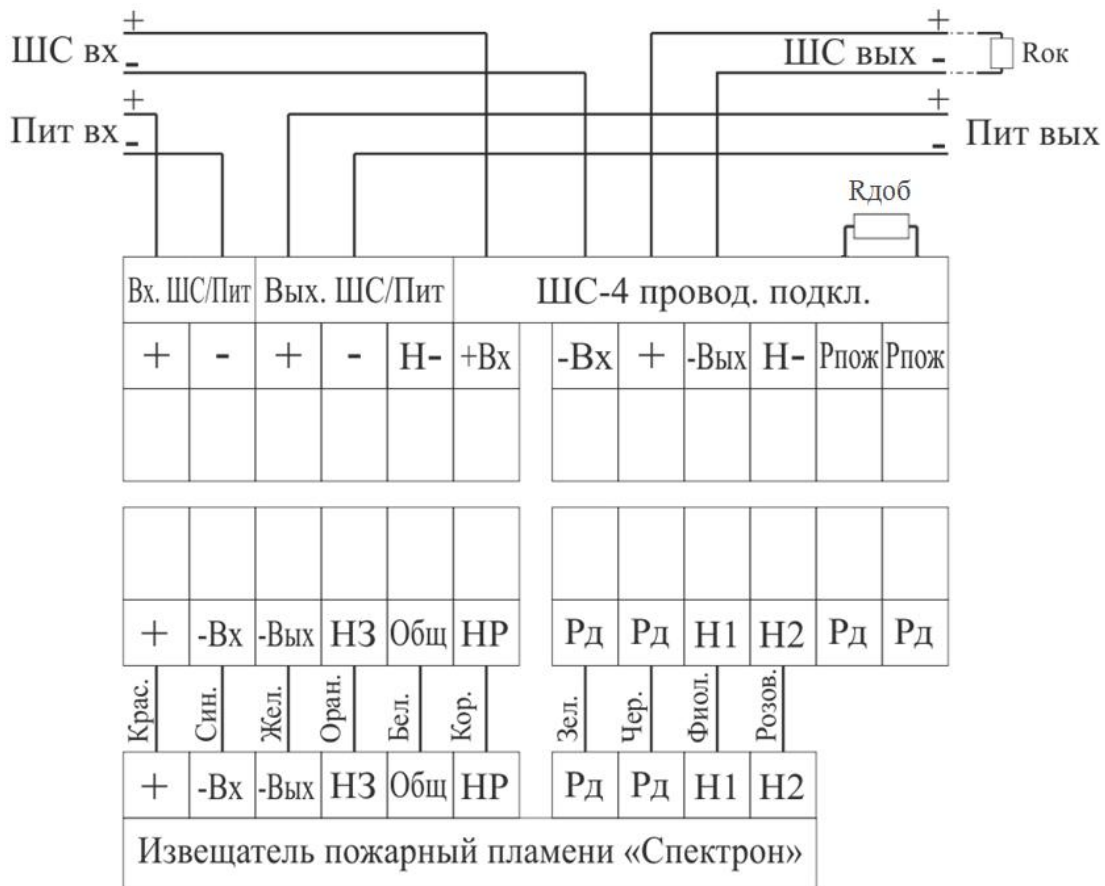 + +
ШС вх - ШС вых - Rок
+ +
Пит вх - - Пит вых
Rдоб
Вх. ШС/Пит Вых. ШС/Пит ШС-4 провод. подкл.
+ - + - Н- +Вх -Вх + -Вых Н- Рпож Рпож
+ -Вх -Вых НЗ Общ НР Рд Рд Н1 Н2 Рд Рд
Крас. Син. Жел. Оран. Бел. Кор. Зел. Чер. Фиол. Розов.
+ -Вх -Вых НЗ Общ НР Рд Рд Н1 Н2
Извещатель пожарный пламени «Спектрон»